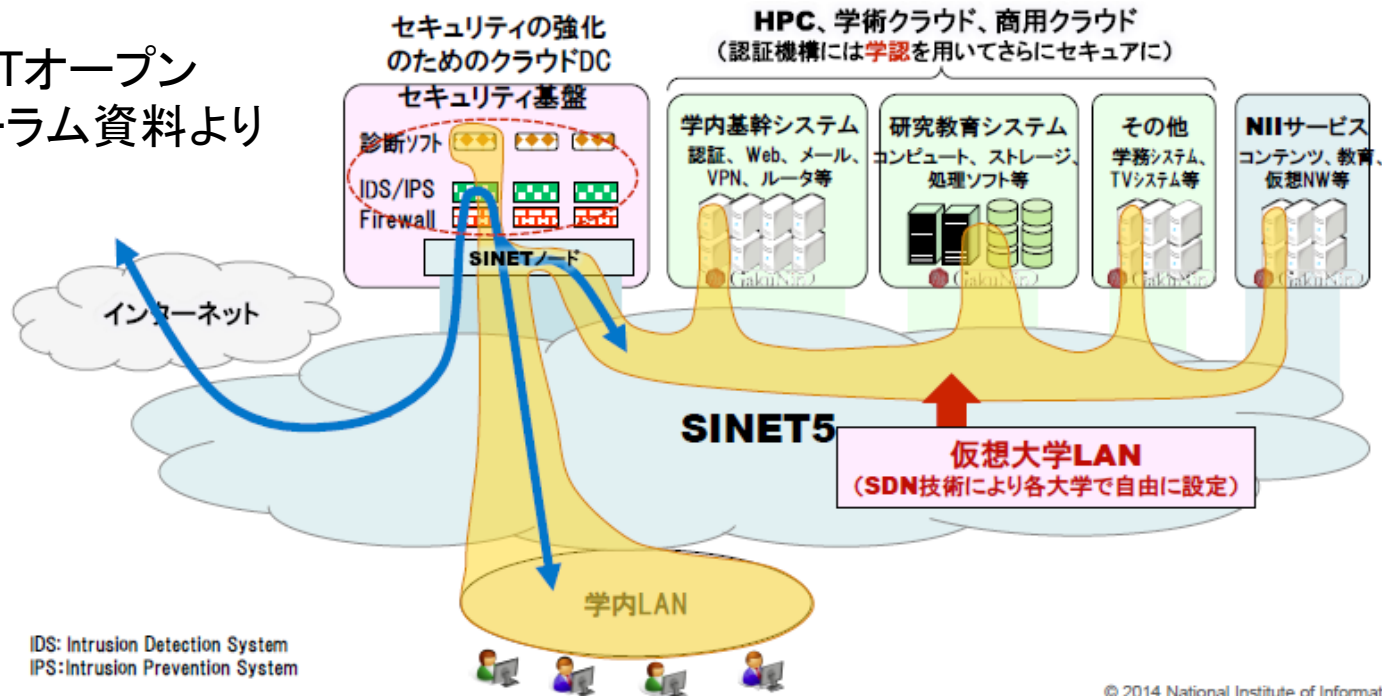 Tオープン
ーラム資料より
セキュリティの強化
のためのクラウドDC
セキュリティ基盤
診断ソフト
IDS/IPS
Firewall
SINETノード
HPC、学術クラウド、商用クラウド
（認証機構には学認を用いてさらにセキュアに）
学内基幹システム
認証、Web、メール、
VPN、ルータ等
GakuNin
研究教育システム
コンピュート、ストレージ、
処理ソフト等
GakuNin
その他
学務システム、
TVシステム等
GakuNin
NIIサービス
コンテンツ、教育、
仮想NW等
GakuNin
インターネット
SINET5
仮想大学LAN
（SDN技術により各大学で自由に設定）
学内LAN
IDS: Intrusion Detection System
IPS:Intrusion Prevention System
© 2014 National Institute of Informat